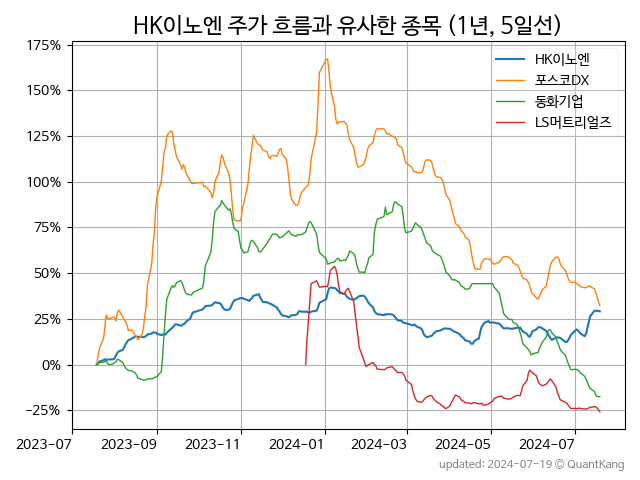 HK이노엔 주가 흐름과 유사한 종목 (1년, 5일선)
175%
150%
125%
100%
75%
50%
25%
0%
−25%
HK이노엔
포스코DX
동화기업
LS머트리얼즈
2023-07 2023-09 2023-11 2024-01 2024-03 2024-05 2024-07
updated: 2024-07-19 © QuantKang